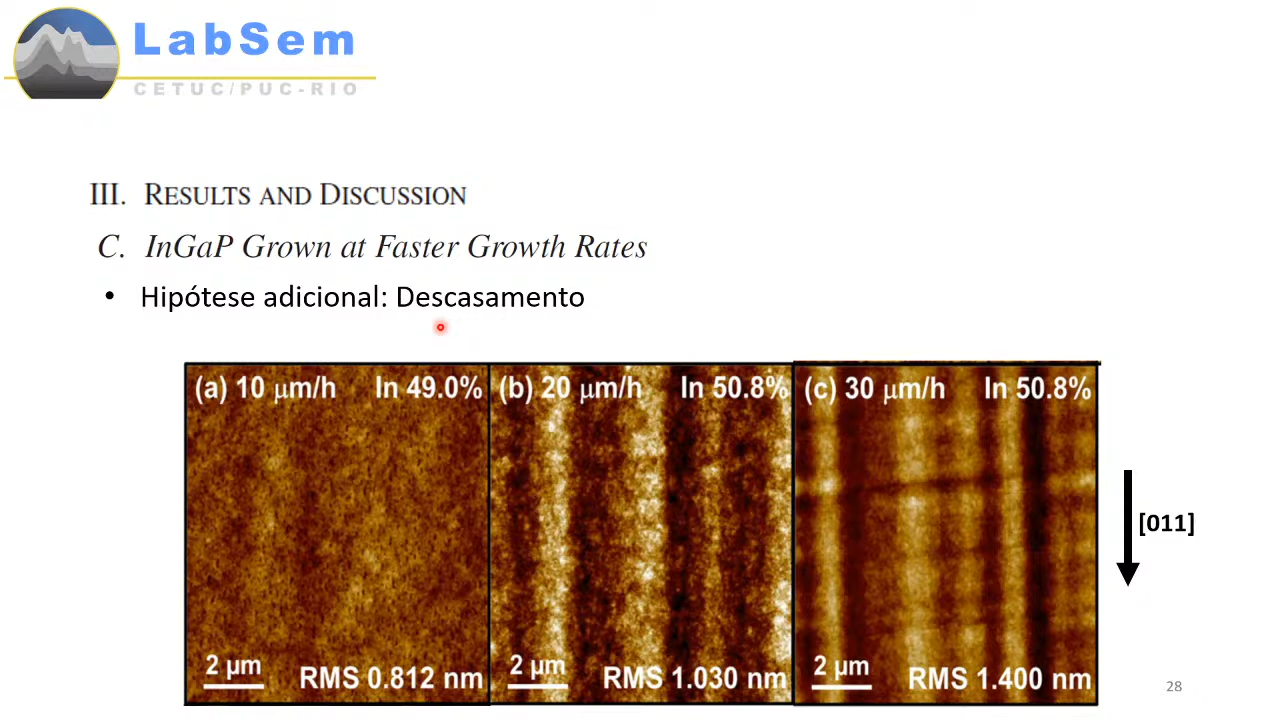 LabSem
CETUC/PUC-RIO
III. RESULTS AND DISCUSSION
C. InGaP Grown at Faster Growth Rates
• Hipótese adicional: Descasamento
(a) 10 μm/h In 49.0%
(b) 20 μm/h In 50.8%
(c) 30 μm/h In 50.8%
[011]
2 μm RMS 0.812 nm
2 μm RMS 1.030 nm
2 μm RMS 1.400 nm
28